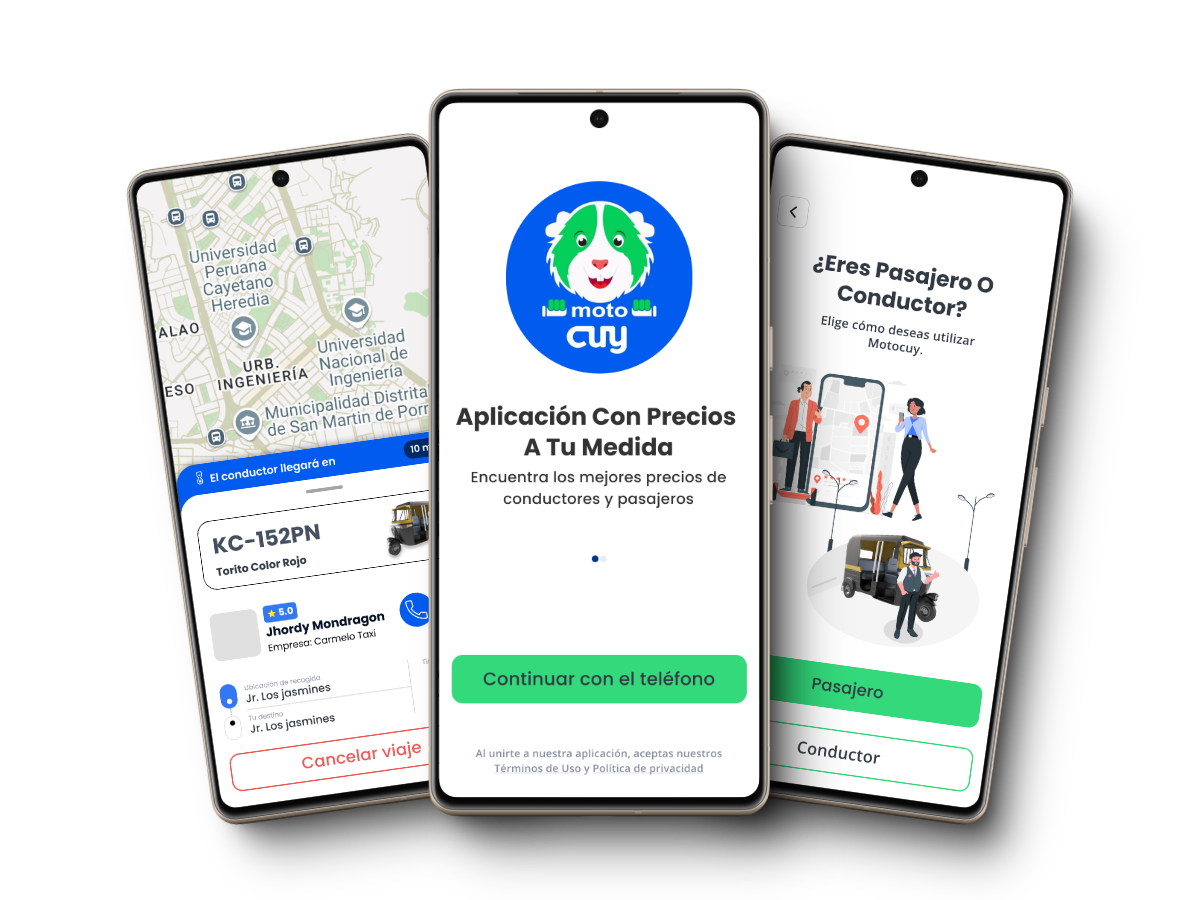 Universidad
Peruana
Cayetano
Heredia
ALAO
URB.
INGENIERÍA
ESO
Universidad
Nacional de
Ingeniería
Municipalidad Distrita
de San Martin de Porr
El conductor llegará en
10 m
KC-152PN
Torito Color Rojo
5.0
Jhordy Mondragon
Empresa: Carmelo Taxi
Ubicación de recogida
Jr. Los jasmines
Tu destino
Jr. Los jasmines
Cancelar viaje
moto
cuy
Aplicación Con Precios
A Tu Medida
Encuentra los mejores precios de
conductores y pasajeros
Continuar con el teléfono
Al unirte a nuestra aplicación, aceptas nuestros
Términos de Uso y Política de privacidad
¿Eres Pasajero O
Conductor?
Elige cómo deseas utilizar
Motocuy.
Pasajero
Conductor